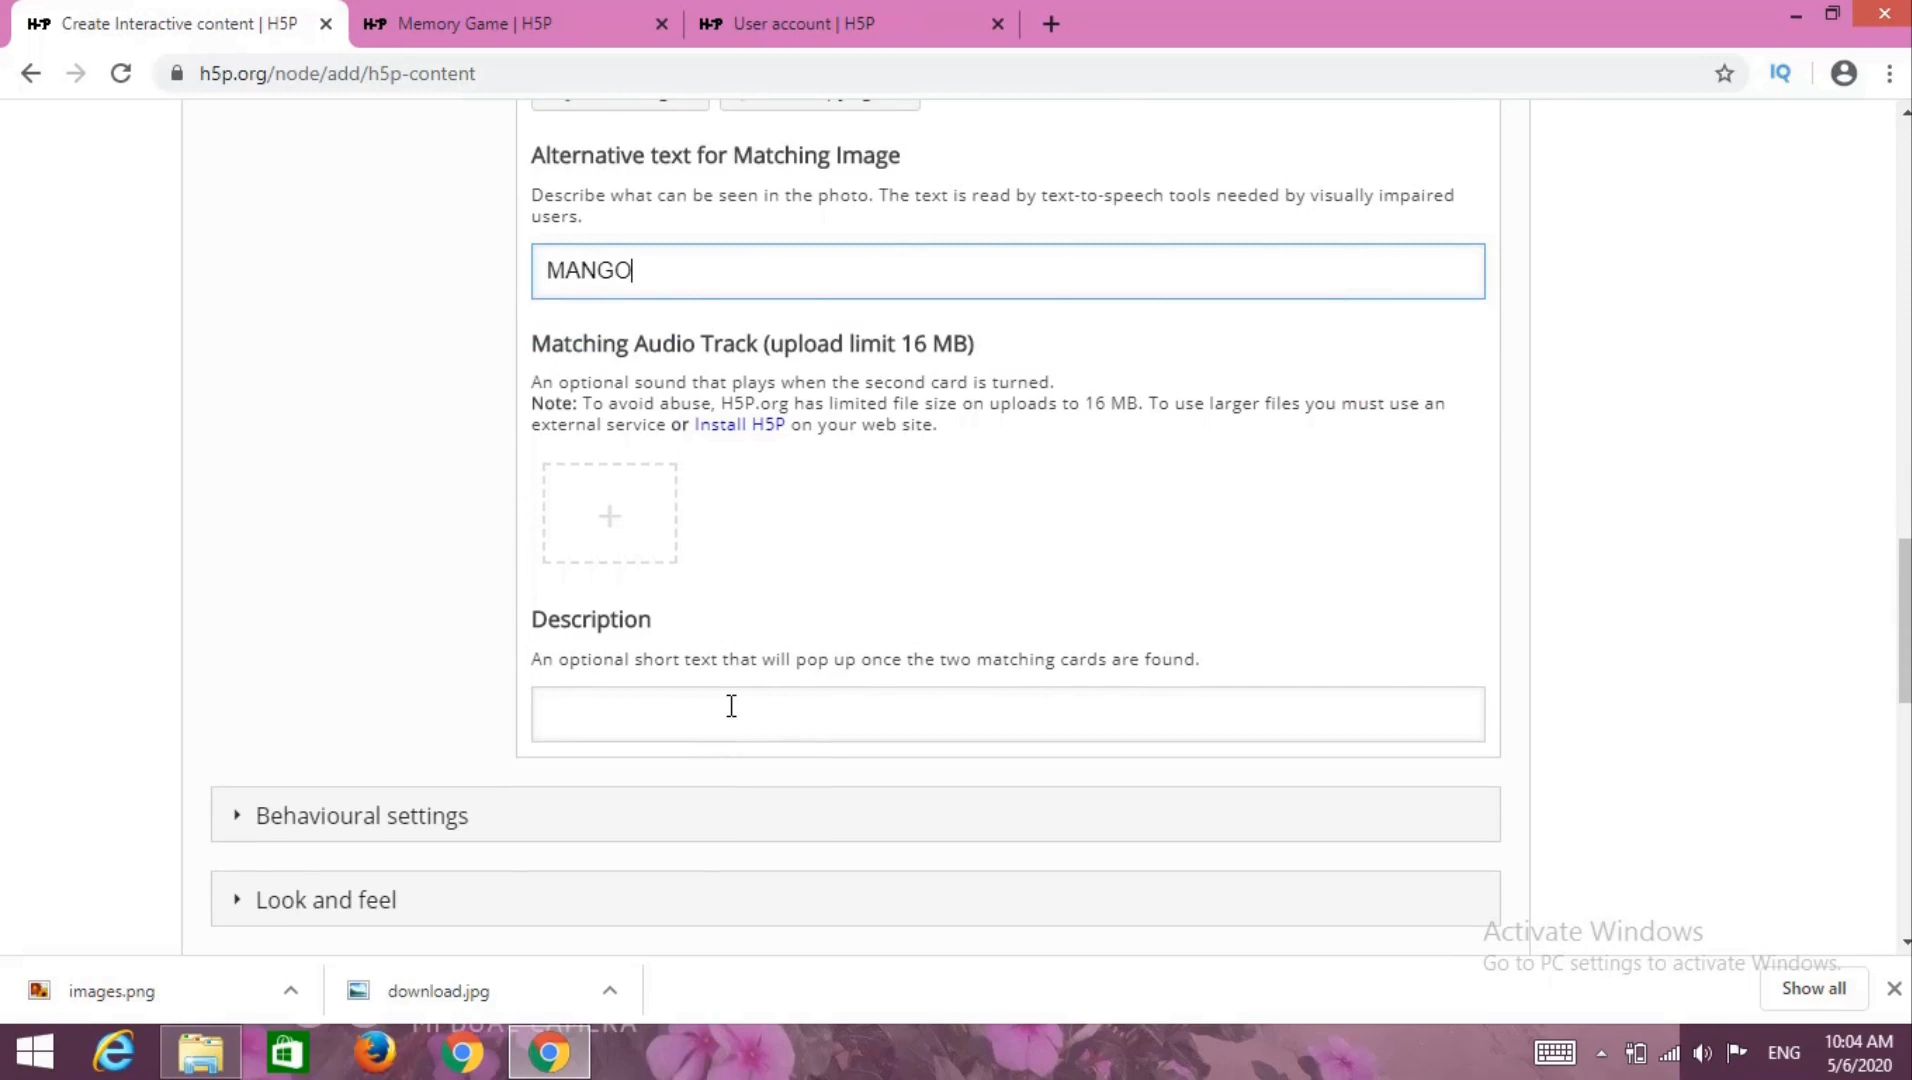 Create Interactive content | H5P
Memory Game | H5P
User account | H5P
h5p.org/node/add/h5p-content
IQ
Alternative text for Matching Image
Describe what can be seen in the photo. The text is read by text-to-speech tools needed by visually impaired
users.
MANGO
Matching Audio Track (upload limit 16 MB)
An optional sound that plays when the second card is turned.
Note: To avoid abuse, H5P.org has limited file size on uploads to 16 MB. To use larger files you must use an
external service or Install H5P on your web site.
Description
An optional short text that will pop up once the two matching cards are found.
Behavioural settings
Look and feel
Activate Windows
Go to PC settings to activate Windows.
images.png
download.jpg
Show all
ENG
10:04 AM
5/6/2020